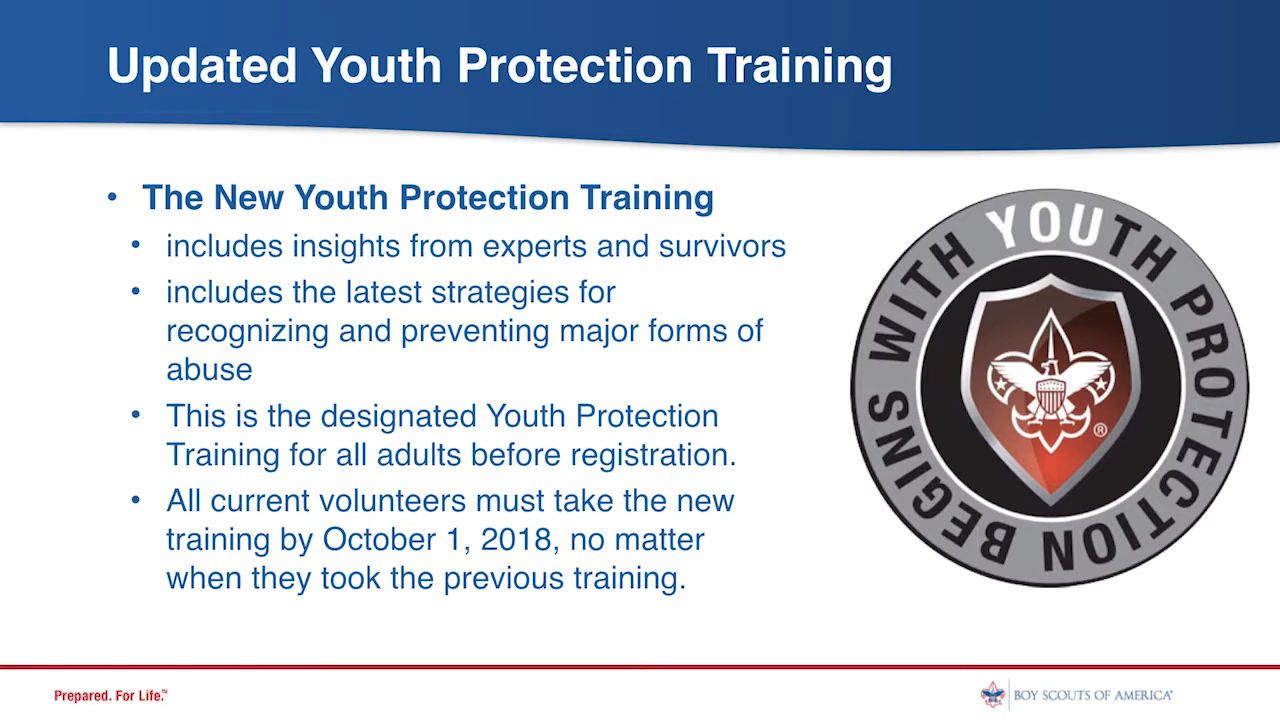 Updated Youth Protection Training
• The New Youth Protection Training
• includes insights from experts and survivors
• includes the latest strategies for
recognizing and preventing major forms of
abuse
• This is the designated Youth Protection
Training for all adults before registration.
• All current volunteers must take the new
training by October 1, 2018, no matter
when they took the previous training.
YOUTH PROTECTION BEGINS WITH
®
Prepared. For Life.™
BOY SCOUTS OF AMERICA®